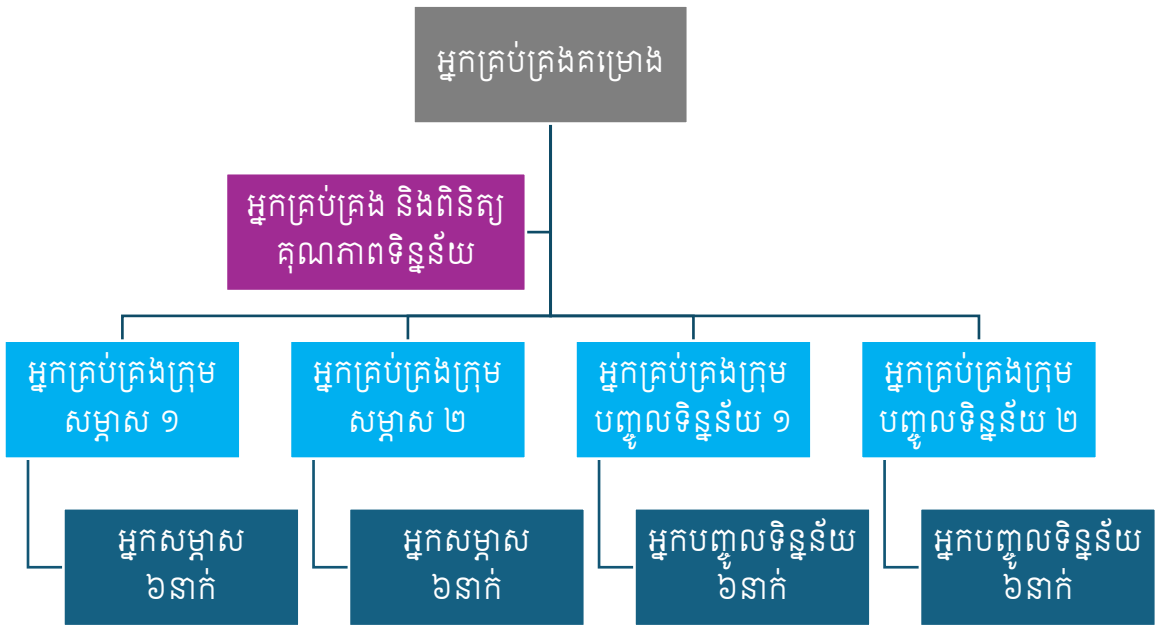 អ្នកគ្រប់គ្រងគម្រោង
អ្នកគ្រប់គ្រង និងពិនិត្យ
គុណភាពទិន្នន័យ
អ្នកគ្រប់គ្រងក្រុម
សម្ភាស ១
អ្នកគ្រប់គ្រងក្រុម
សម្ភាស ២
អ្នកគ្រប់គ្រងក្រុម
បញ្ចូលទិន្នន័យ ១
អ្នកគ្រប់គ្រងក្រុម
បញ្ចូលទិន្នន័យ ២
អ្នកសម្ភាស
៦នាក់
អ្នកសម្ភាស
៦នាក់
អ្នកបញ្ចូលទិន្នន័យ
៦នាក់
អ្នកបញ្ចូលទិន្នន័យ
៦នាក់